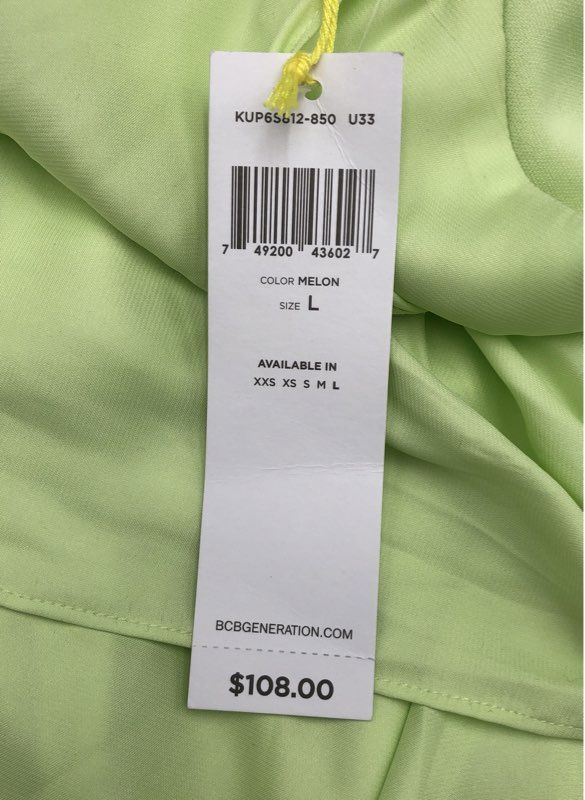 KUP6S612-850 U33
7 49200 43602 7
COLOR MELON
SIZE L
AVAILABLE IN
XXS XS S M L
BCBGENERATION.COM
$108.00